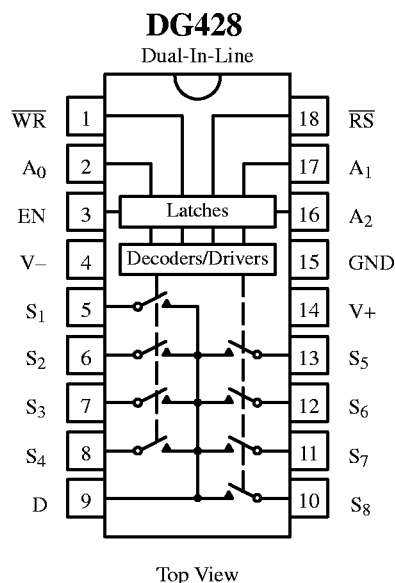 DG428
Dual-In-Line
W̅R̅ 1 18 R̅S̅
A0 2 17 A1
EN 3 Latches 16 A2
V– 4 Decoders/Drivers 15 GND
S1 5 14 V+
S2 6 13 S5
S3 7 12 S6
S4 8 11 S7
D 9 10 S8
Top View